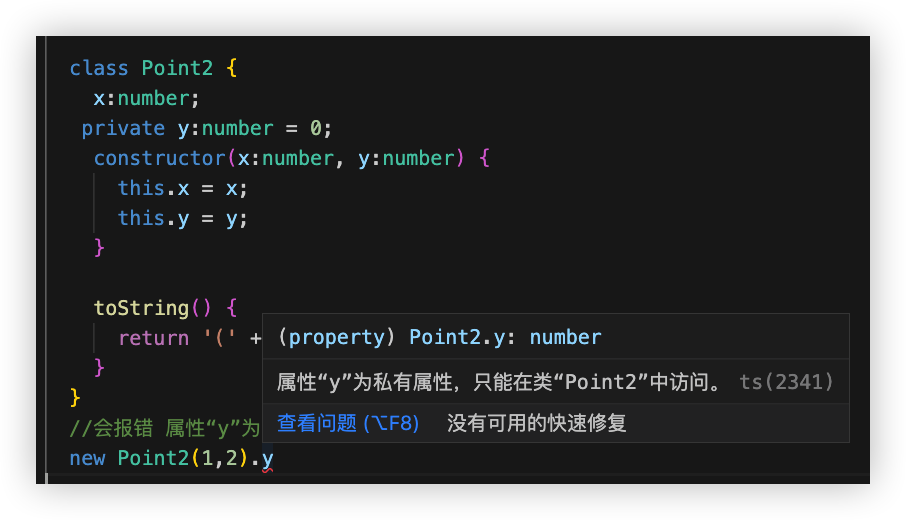 class Point2 {
x:number;
private y:number = 0;
constructor(x:number, y:number) {
this.x = x;
this.y = y;
}
toString() {
return '(' +
}
}
(property) Point2.y: number
属性“y”为私有属性，只能在类“Point2”中访问。 ts(2341)
查看问题 (⌥F8) 没有可用的快速修复
//会报错 属性“y”为
new Point2(1,2).y